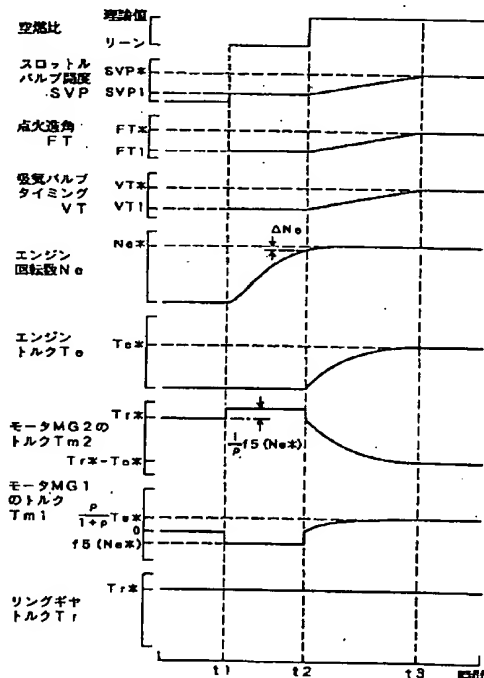 空燃比
理論値
リーン
スロットル
バルブ開度
SVP
SVP*
SVP1
点火進角
FT
FT*
FT1
吸気バルブ
タイミング
VT
VT*
VT1
エンジン
回転数Ne
Ne*
ΔNe
エンジン
トルクTe
Te*
モータMG2の
トルクTm2
Tr*
Tr*-Te*
1/ρ f5(Ne*)
モータMG1
のトルク
Tm1
ρ/1+ρ Te*
0
f5(Ne*)
リングギヤ
トルクTr
Tr*
t1 t2 t3 時間